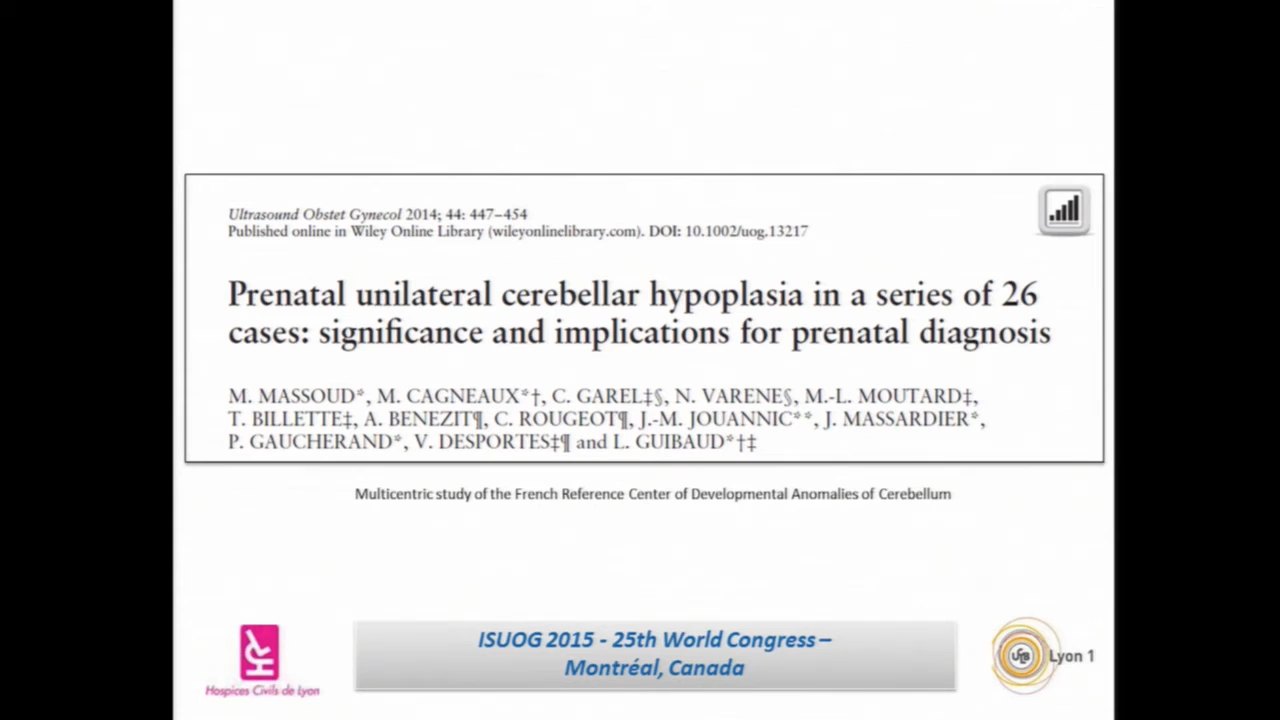 Ultrasound Obstet Gynecol 2014; 44: 447–454
Published online in Wiley Online Library (wileyonlinelibrary.com). DOI: 10.1002/uog.13217
Prenatal unilateral cerebellar hypoplasia in a series of 26
cases: significance and implications for prenatal diagnosis
M. MASSOUD*, M. CAGNEAUX*†, C. GAREL‡§, N. VARENE§, M.-L. MOUTARD‡,
T. BILLETTE‡, A. BENEZIT¶, C. ROUGEOT¶, J.-M. JOUANNIC**, J. MASSARDIER*,
P. GAUCHERAND*, V. DESPORTES‡¶ and L. GUIBAUD*†‡
Multicentric study of the French Reference Center of Developmental Anomalies of Cerebellum
ISUOG 2015 - 25th World Congress –
Montréal, Canada
Hospices Civils de Lyon
Lyon 1